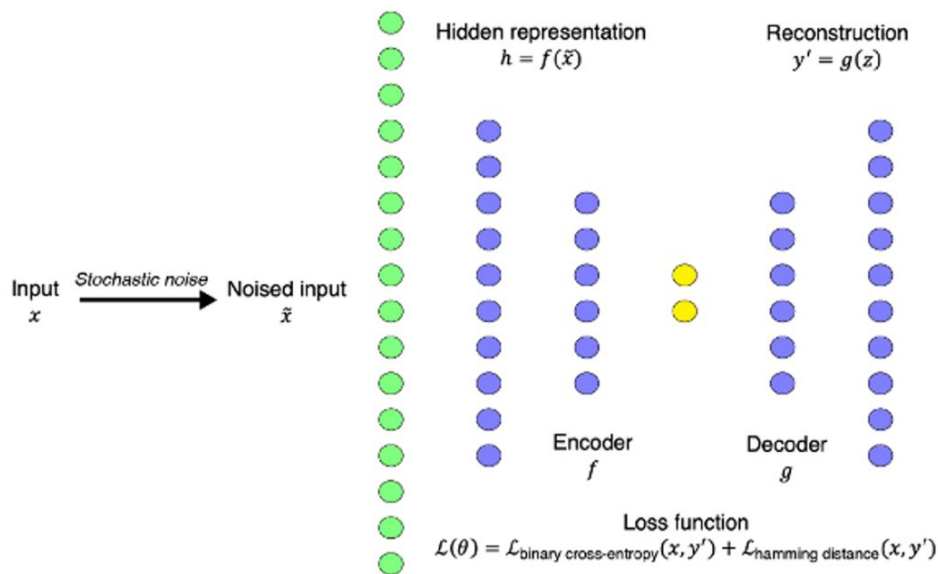 Hidden representation
h = f(x̃)
Reconstruction
y′ = g(z)
Stochastic noise
Input
x
Noised input
x̃
Encoder
f
Decoder
g
Loss function
ℒ(θ) = ℒbinary cross-entropy(x, y′) + ℒhamming distance(x, y′)